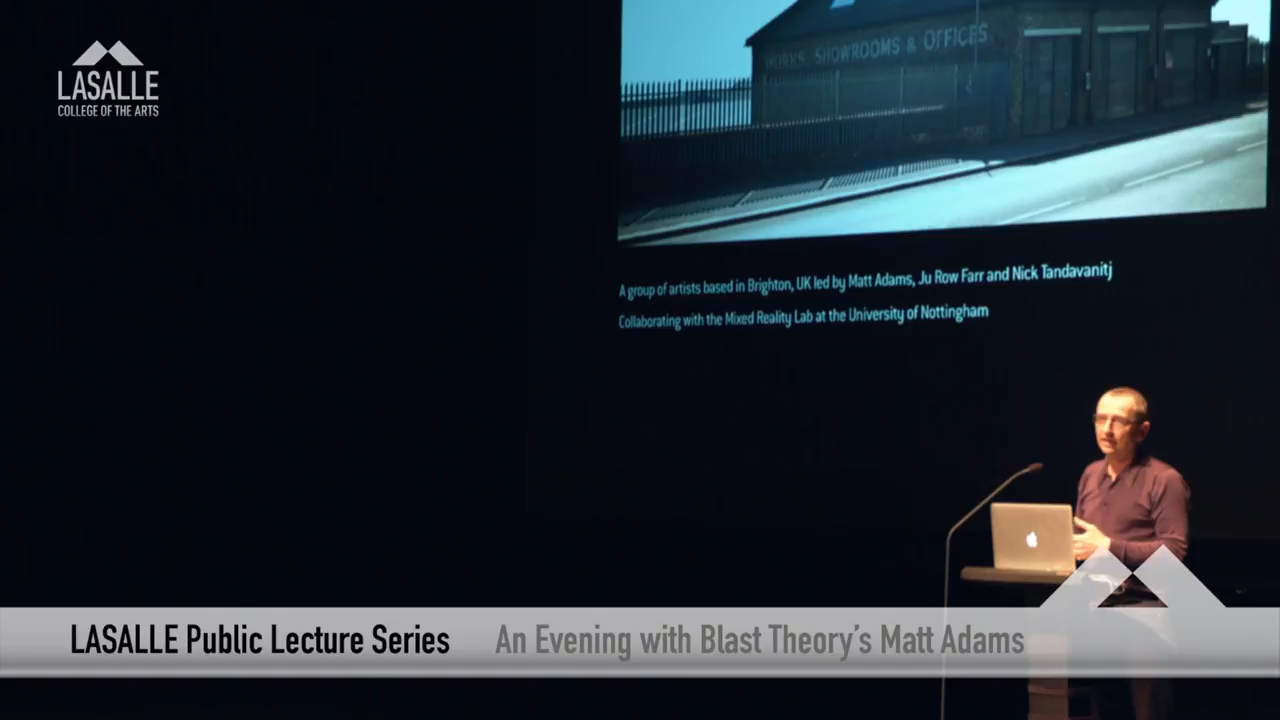 LASALLE
COLLEGE OF THE ARTS
WORKS, SHOWROOMS & OFFICES
A group of artists based in Brighton, UK led by Matt Adams, Ju Row Farr and Nick Tandavanitj
Collaborating with the Mixed Reality Lab at the University of Nottingham
LASALLE Public Lecture Series An Evening with Blast Theory's Matt Adams